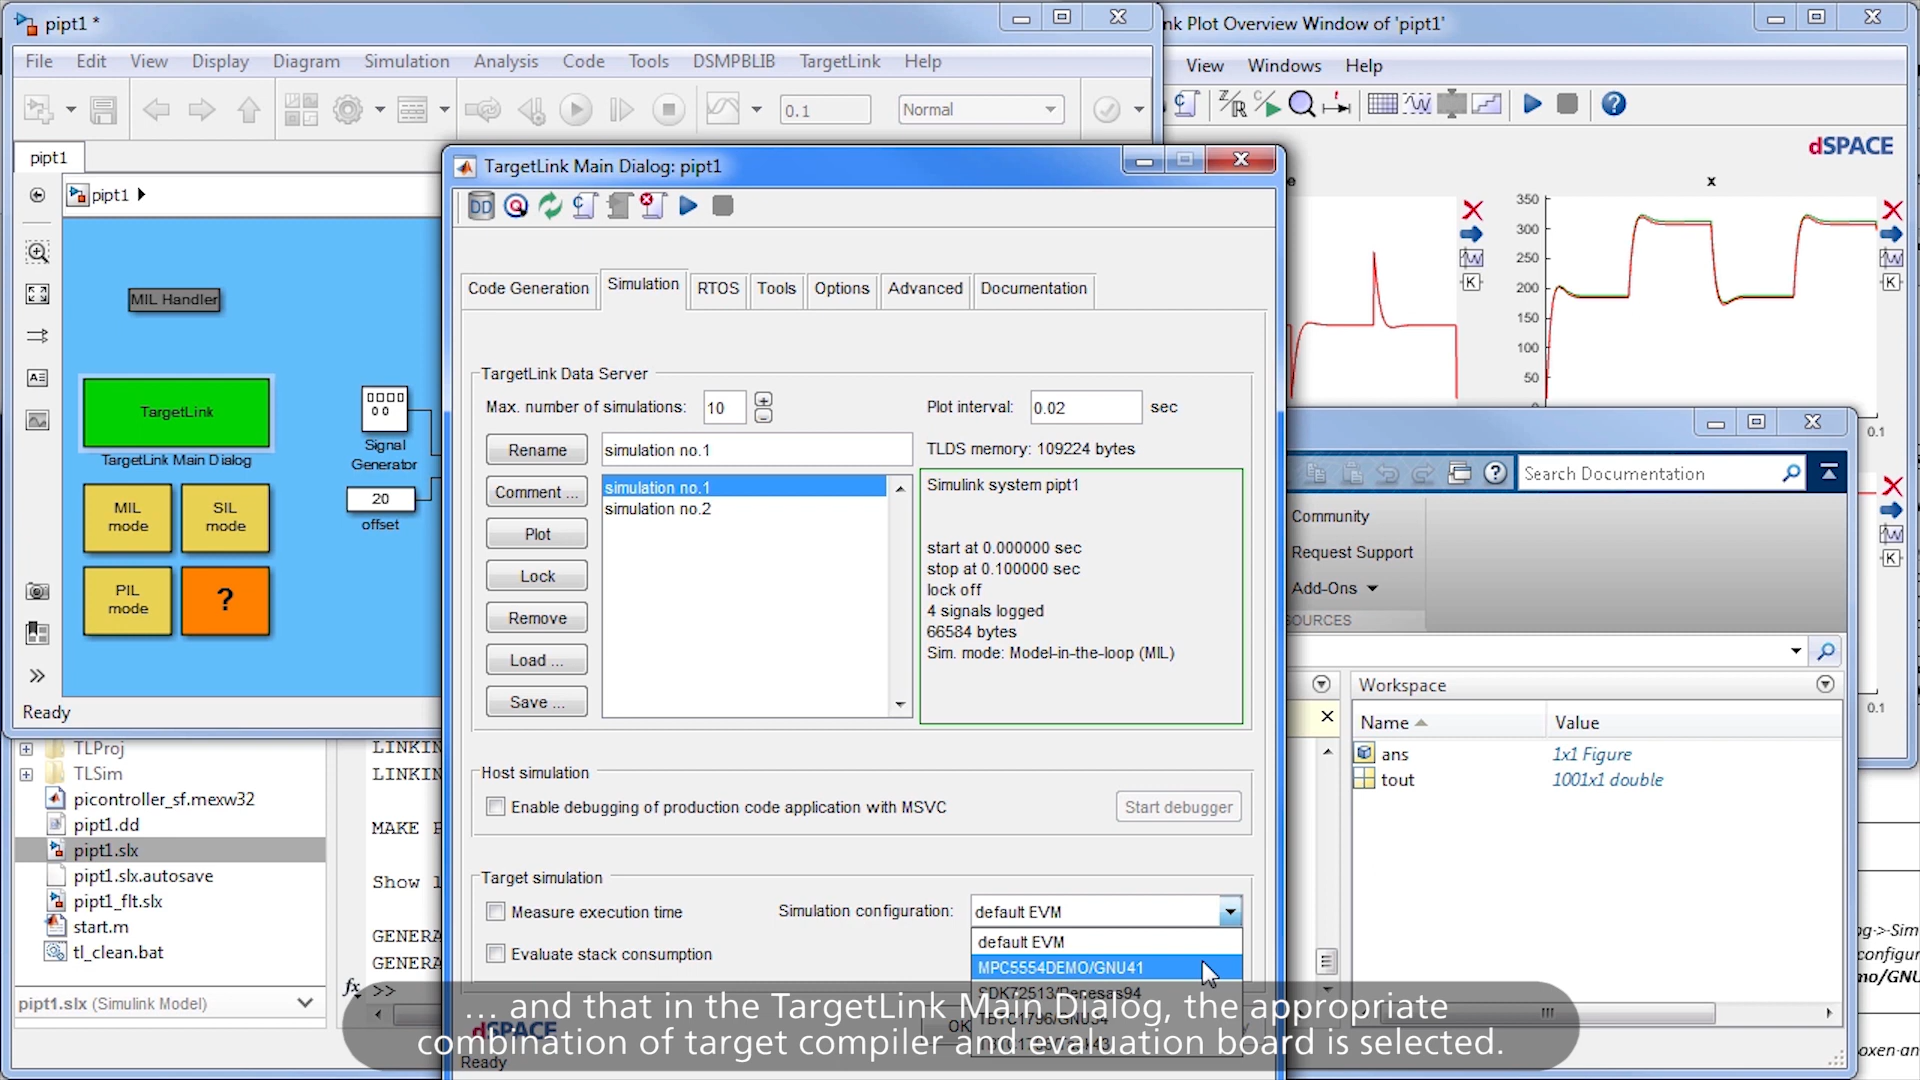 pipt1 *
File Edit View Display Diagram Simulation Analysis Code Tools DSMPBLIB TargetLink Help
0.1
Normal
pipt1
pipt1
MIL Handler
TargetLink
TargetLink Main Dialog
MIL
mode
SIL
mode
PIL
mode
?
Signal
Generator
20
offset
Ready
nk Plot Overview Window of 'pipt1'
View Windows Help
dSPACE
e
x
350
300
250
200
150
100
50
0.1
0.1
TargetLink Main Dialog: pipt1
DD
Code Generation Simulation RTOS Tools Options Advanced Documentation
TargetLink Data Server
Max. number of simulations: 10
Plot interval: 0.02 sec
Rename
simulation no.1
TLDS memory: 109224 bytes
Comment ...
Plot
Lock
Remove
Load ...
Save ...
simulation no.1
simulation no.2
Simulink system pipt1
start at 0.000000 sec
stop at 0.100000 sec
lock off
4 signals logged
66584 bytes
Sim. mode: Model-in-the-loop (MIL)
Host simulation
Enable debugging of production code application with MSVC
Start debugger
Target simulation
Measure execution time
Simulation configuration: default EVM
Evaluate stack consumption
default EVM
MPC5554DEMO/GNU41
SDK72513/Renesas94
OK
dSPACE
Ready
Search Documentation
Community
Request Support
Add-Ons
Workspace
Name Value
ans 1x1 Figure
tout 1001x1 double
TLProj
TLSim
picontroller_sf.mexw32
pipt1.dd
pipt1.slx
pipt1.slx.autosave
pipt1_flt.slx
start.m
tl_clean.bat
pipt1.slx (Simulink Model)
LINKIN
LINKIN
MAKE
GENERA
GENERA
fx >>
... and that in the TargetLink Main Dialog, the appropriate
combination of target compiler and evaluation board is selected.